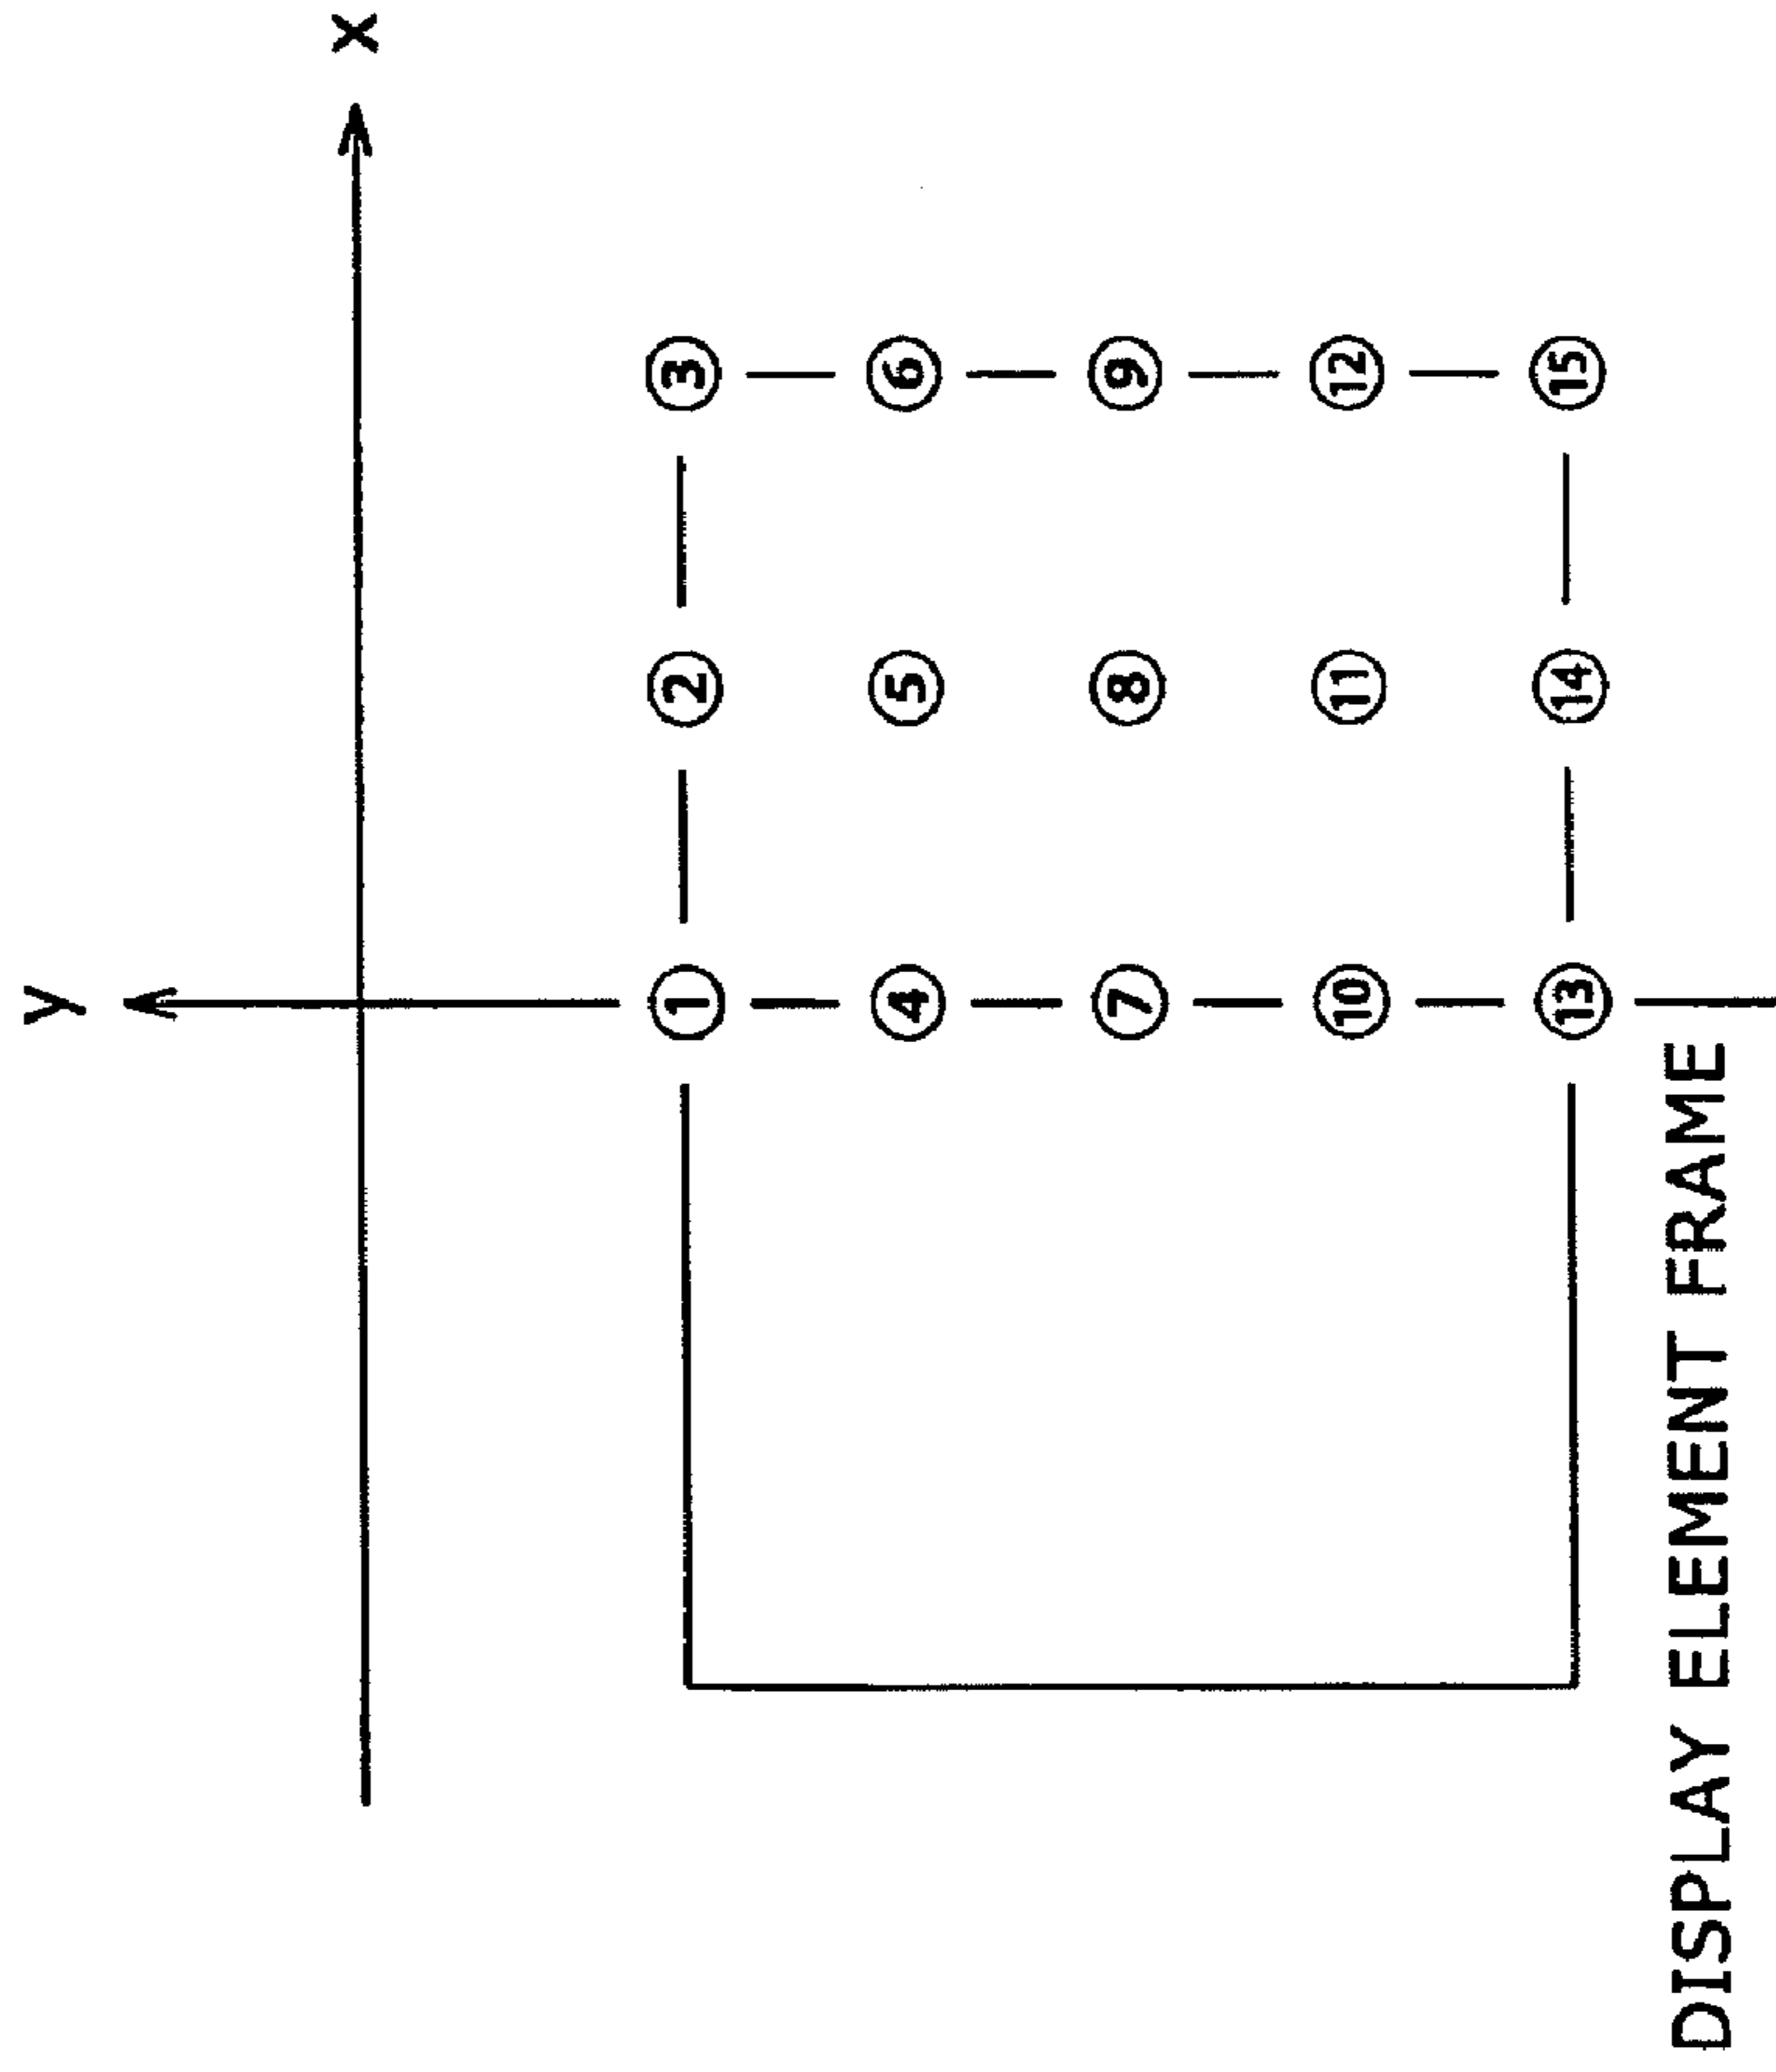 y
x
① ② ③
④ ⑤ ⑥
⑦ ⑧ ⑨
⑩ ⑪ ⑫
⑬ ⑭ ⑮
DISPLAY ELEMENT FRAME